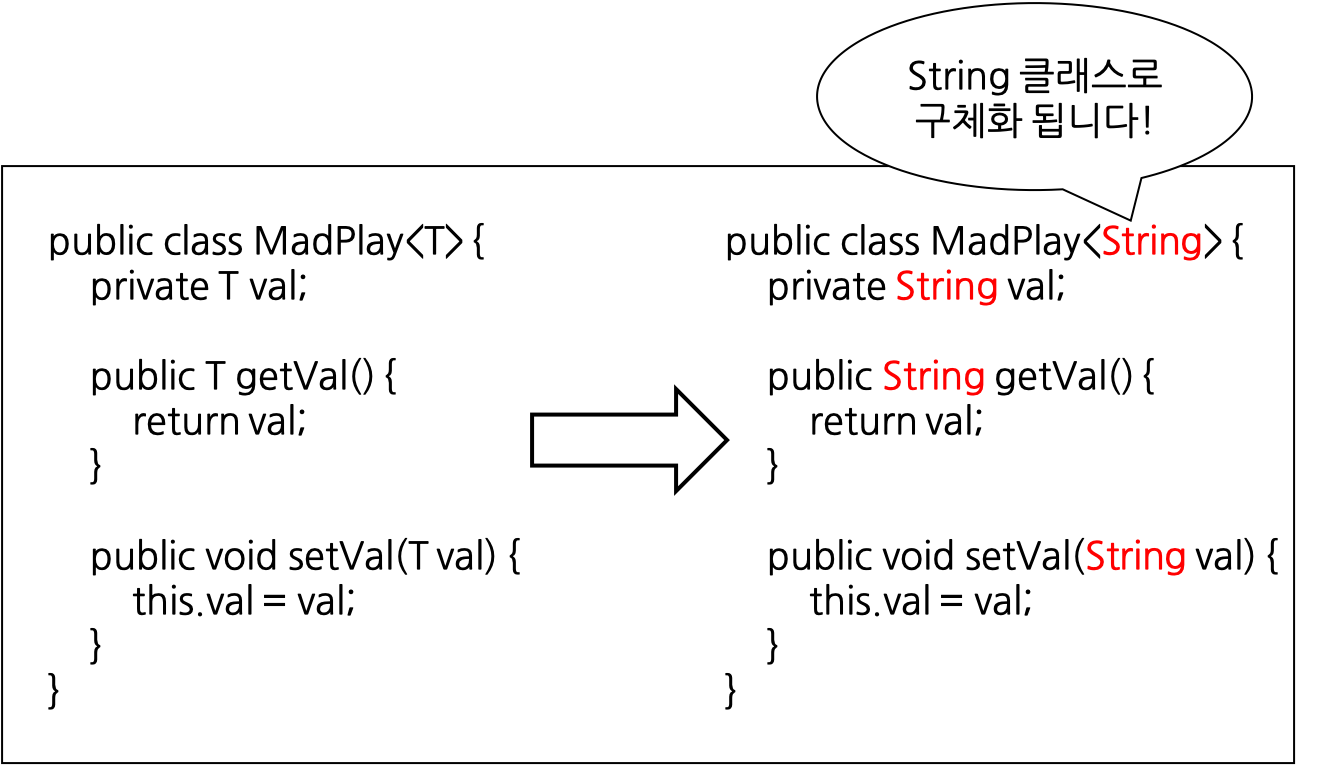 String 클래스로
구체화 됩니다!
public class MadPlay<T> {
private T val;
public T getVal() {
return val;
}
public void setVal(T val) {
this.val = val;
}
}
public class MadPlay<String> {
private String val;
public String getVal() {
return val;
}
public void setVal(String val) {
this.val = val;
}
}